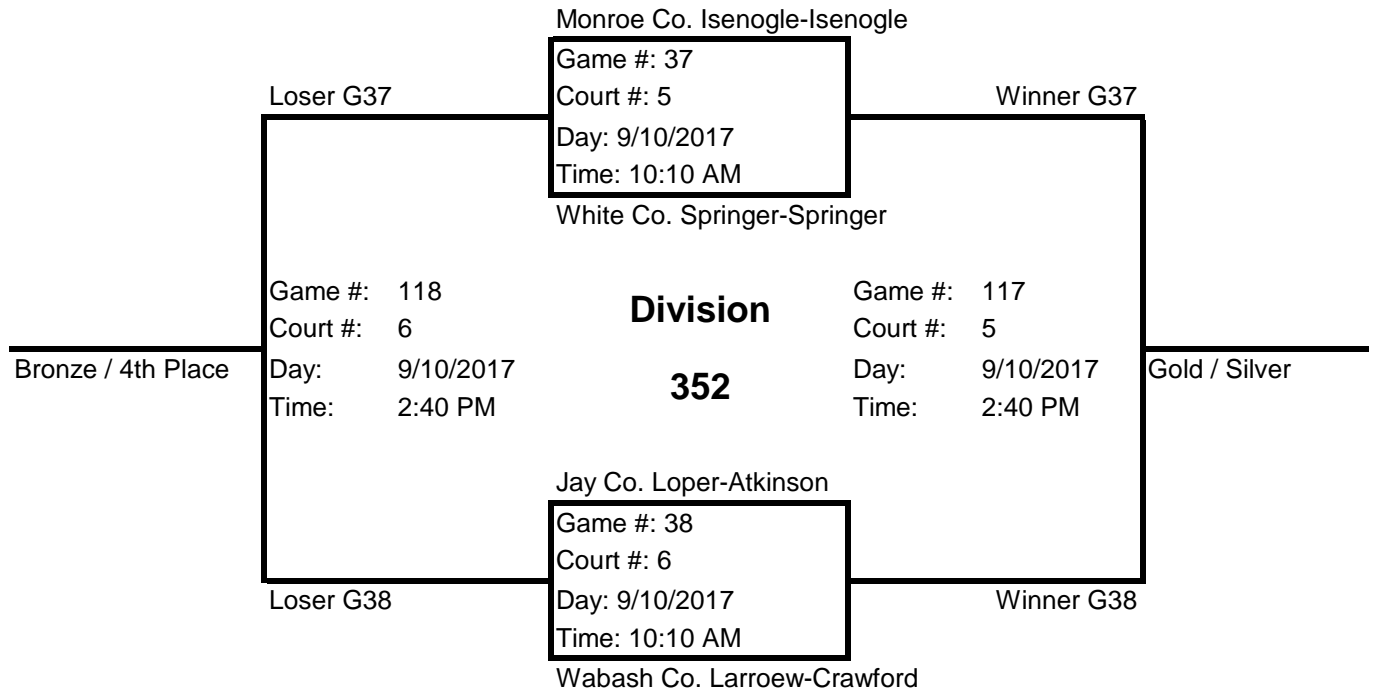 Monroe Co. Isenogle-Isenogle
Game #: 37
Loser G37
Court #: 5
Winner G37
Day: 9/10/2017
Time: 10:10 AM
White Co. Springer-Springer
Game #: 118
Court #: 6
Day: 9/10/2017
Time: 2:40 PM
Bronze / 4th Place
Division
352
Game #: 117
Court #: 5
Day: 9/10/2017
Time: 2:40 PM
Gold / Silver
Jay Co. Loper-Atkinson
Game #: 38
Court #: 6
Loser G38
Day: 9/10/2017
Winner G38
Time: 10:10 AM
Wabash Co. Larroew-Crawford